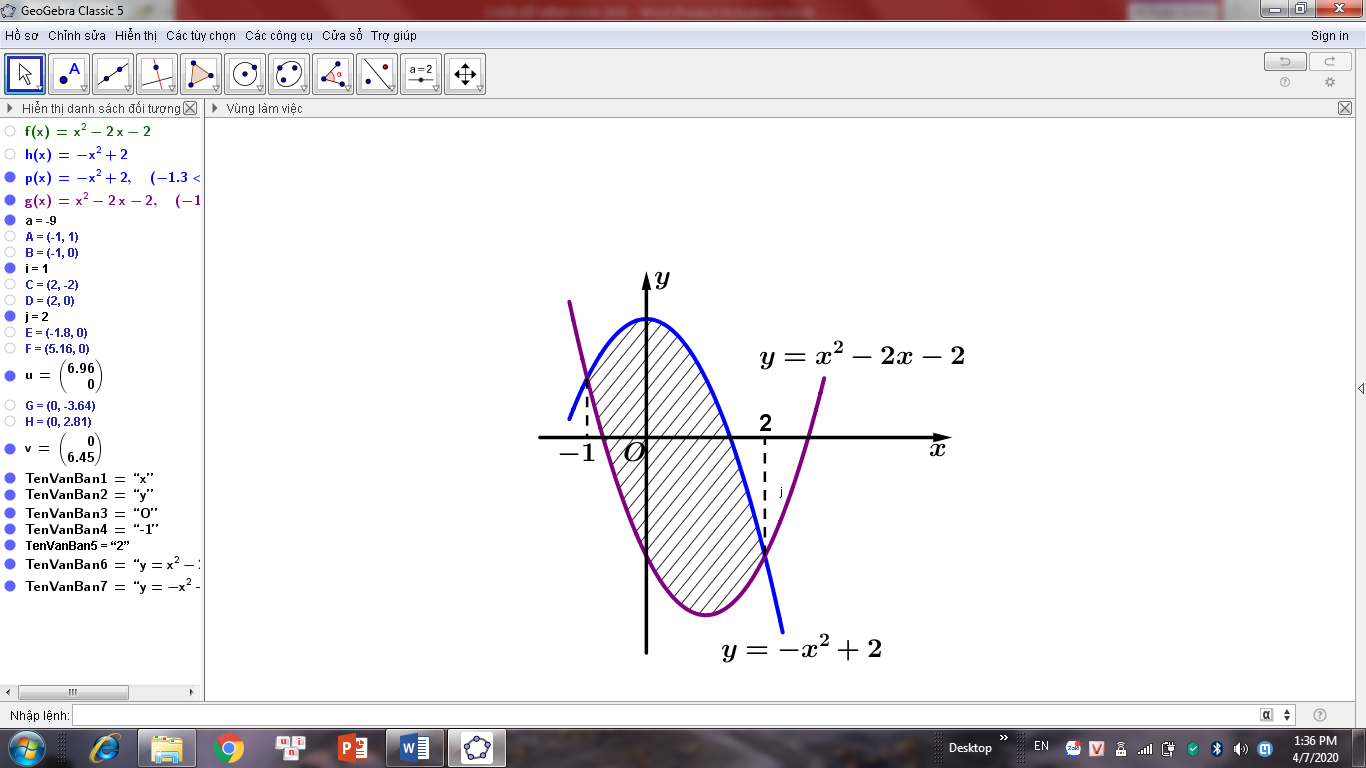 GeoGebra Classic 5
Hồ sơ Chỉnh sửa Hiển thị Các tùy chọn Các công cụ Cửa sổ Trợ giúp Sign in
A α a = 2
Hiển thị danh sách đối tượng Vùng làm việc
f(x) = x² − 2 x − 2
h(x) = −x² + 2
p(x) = −x² + 2, (−1.3 <
g(x) = x² − 2 x − 2, (−1
a = -9
A = (-1, 1)
B = (-1, 0)
i = 1
C = (2, -2)
D = (2, 0)
j = 2
E = (-1.8, 0)
F = (5.16, 0)
u = (6.96
0)
G = (0, -3.64)
H = (0, 2.81)
v = (0
6.45)
TenVanBan1 = “x”
TenVanBan2 = “y”
TenVanBan3 = “O”
TenVanBan4 = “-1”
TenVanBan5 = “2”
TenVanBan6 = “y = x² − 2
TenVanBan7 = “y = −x² −
y
y = x² − 2x − 2
2
−1 O x
j
y = −x² + 2
Nhập lệnh: α
Desktop » EN 1:36 PM
4/7/2020